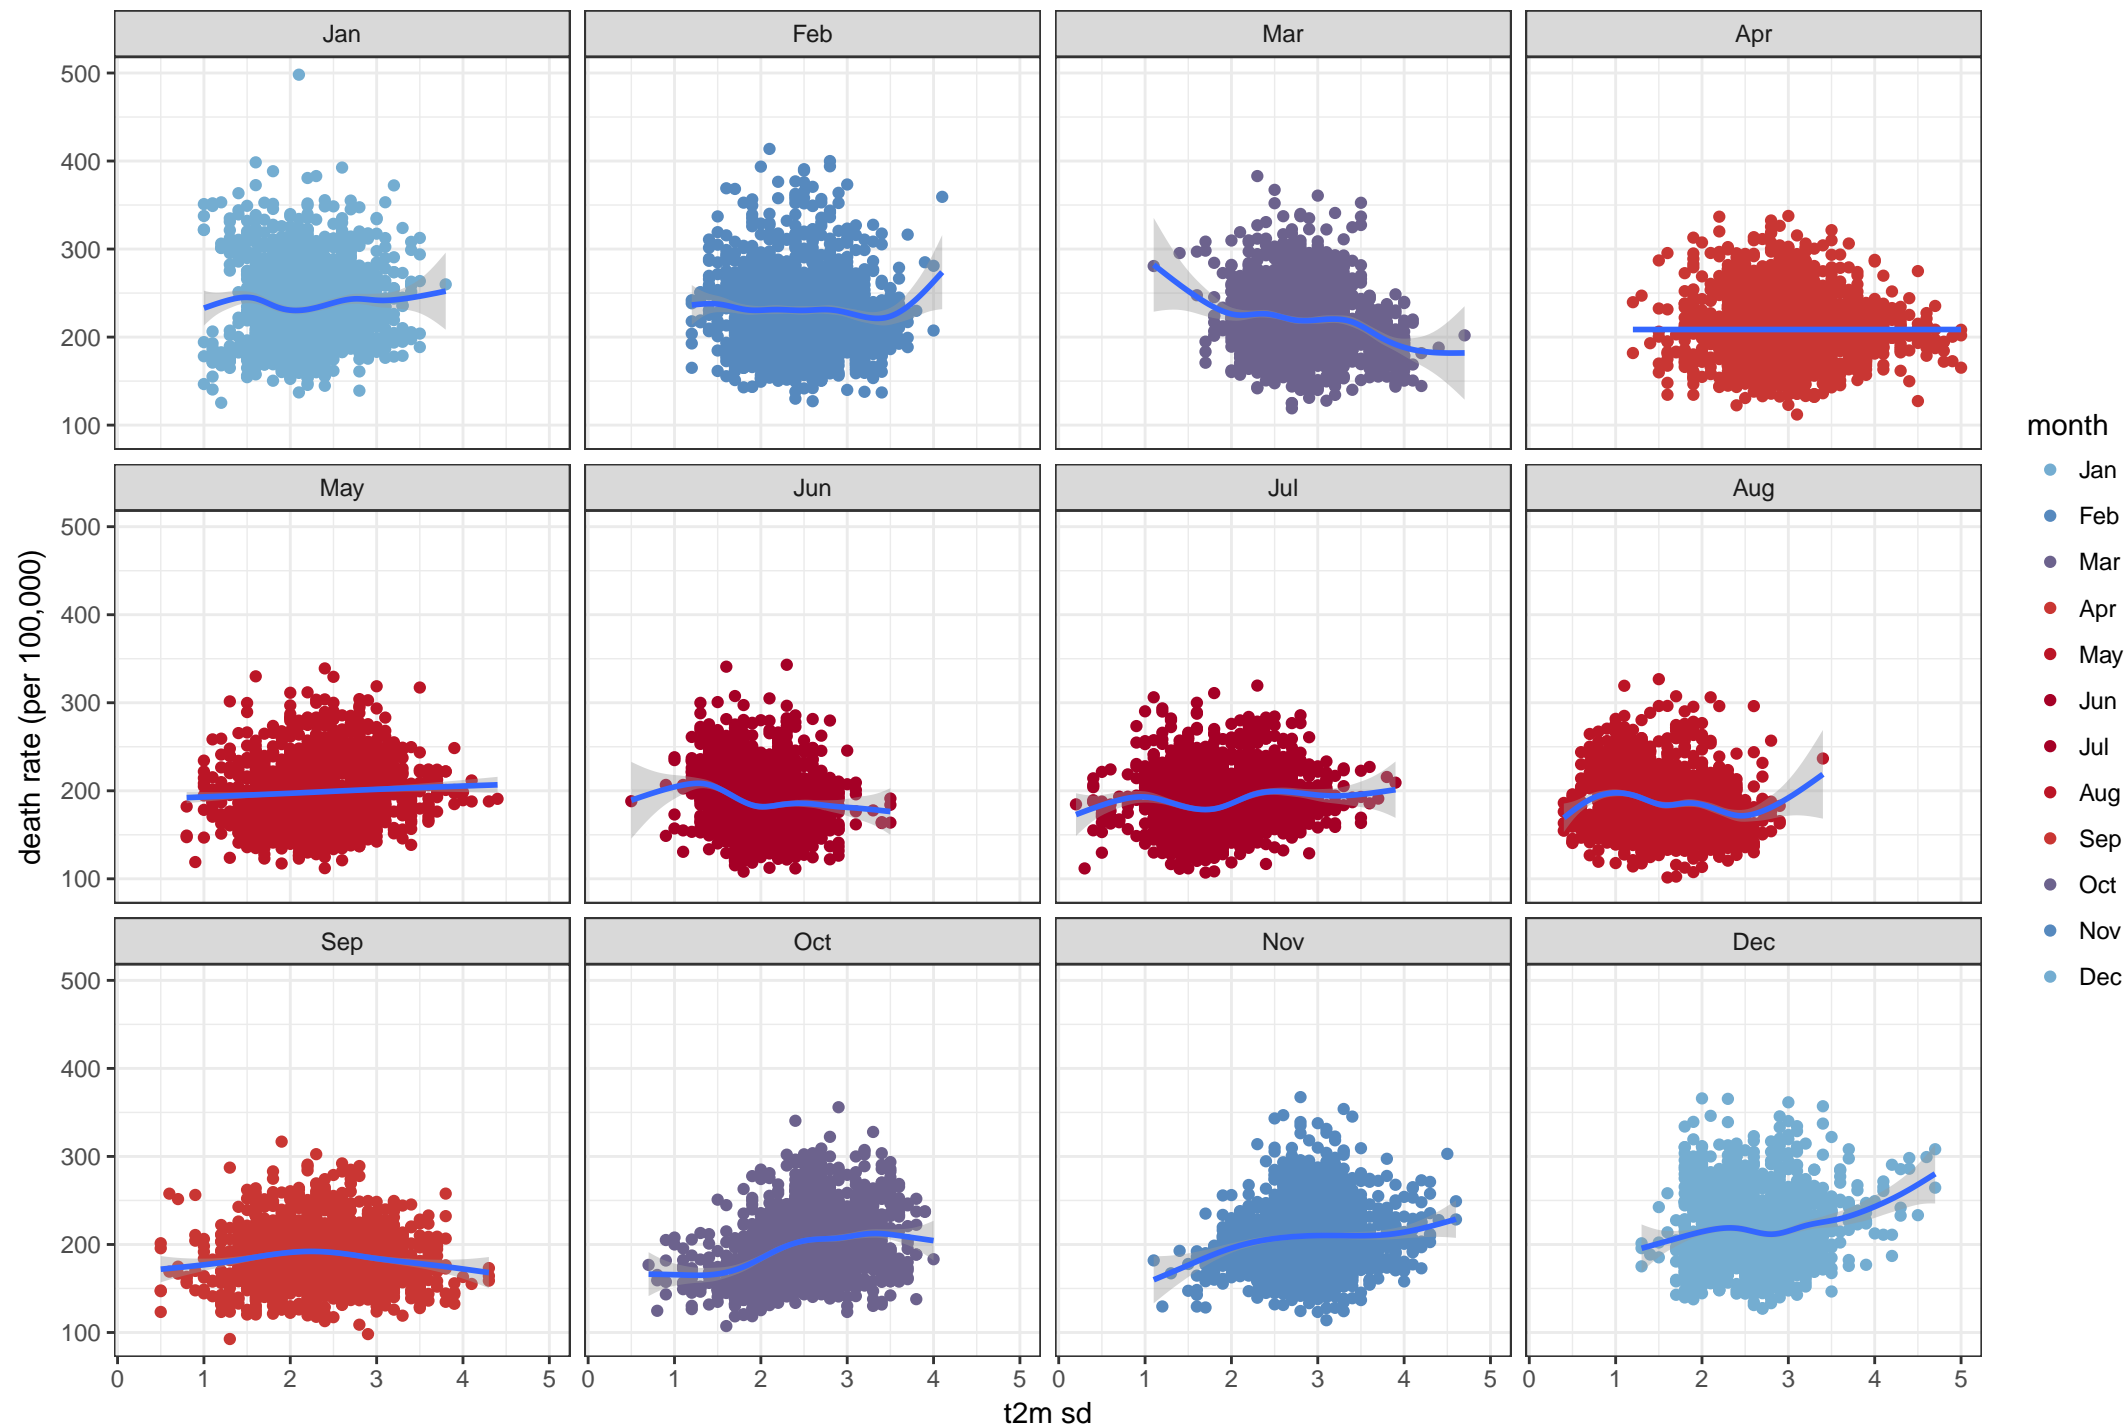 Jan Feb Mar Apr
500
400
300
200
100
May Jun Jul Aug
500
400
300
200
100
Sep Oct Nov Dec
500
400
300
200
100
0 1 2 3 4 5 0 1 2 3 4 5 0 1 2 3 4 5 0 1 2 3 4 5
t2m sd
death rate (per 100,000)
month
Jan
Feb
Mar
Apr
May
Jun
Jul
Aug
Sep
Oct
Nov
Dec